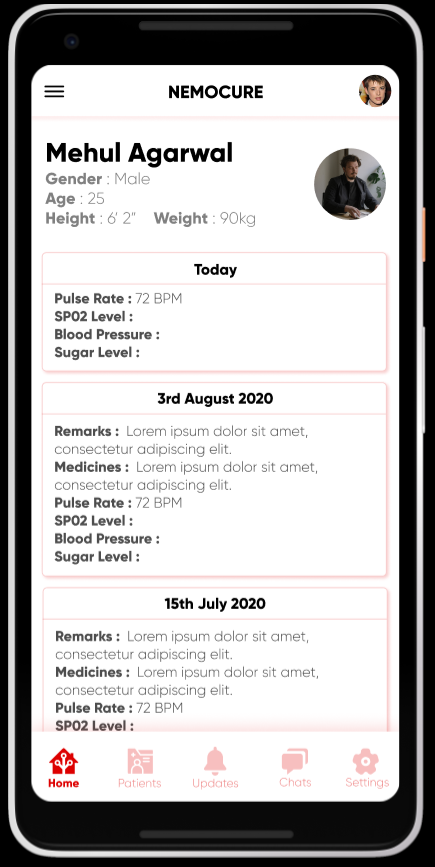 NEMOCURE
Mehul Agarwal
Gender : Male
Age : 25
Height : 6' 2” Weight : 90kg
Today
Pulse Rate : 72 BPM
SP02 Level :
Blood Pressure :
Sugar Level :
3rd August 2020
Remarks : Lorem ipsum dolor sit amet,
consectetur adipiscing elit.
Medicines : Lorem ipsum dolor sit amet,
consectetur adipiscing elit.
Pulse Rate : 72 BPM
SP02 Level :
Blood Pressure :
Sugar Level :
15th July 2020
Remarks : Lorem ipsum dolor sit amet,
consectetur adipiscing elit.
Medicines : Lorem ipsum dolor sit amet,
consectetur adipiscing elit.
Pulse Rate : 72 BPM
SP02 Level :
Home Patients Updates Chats Settings